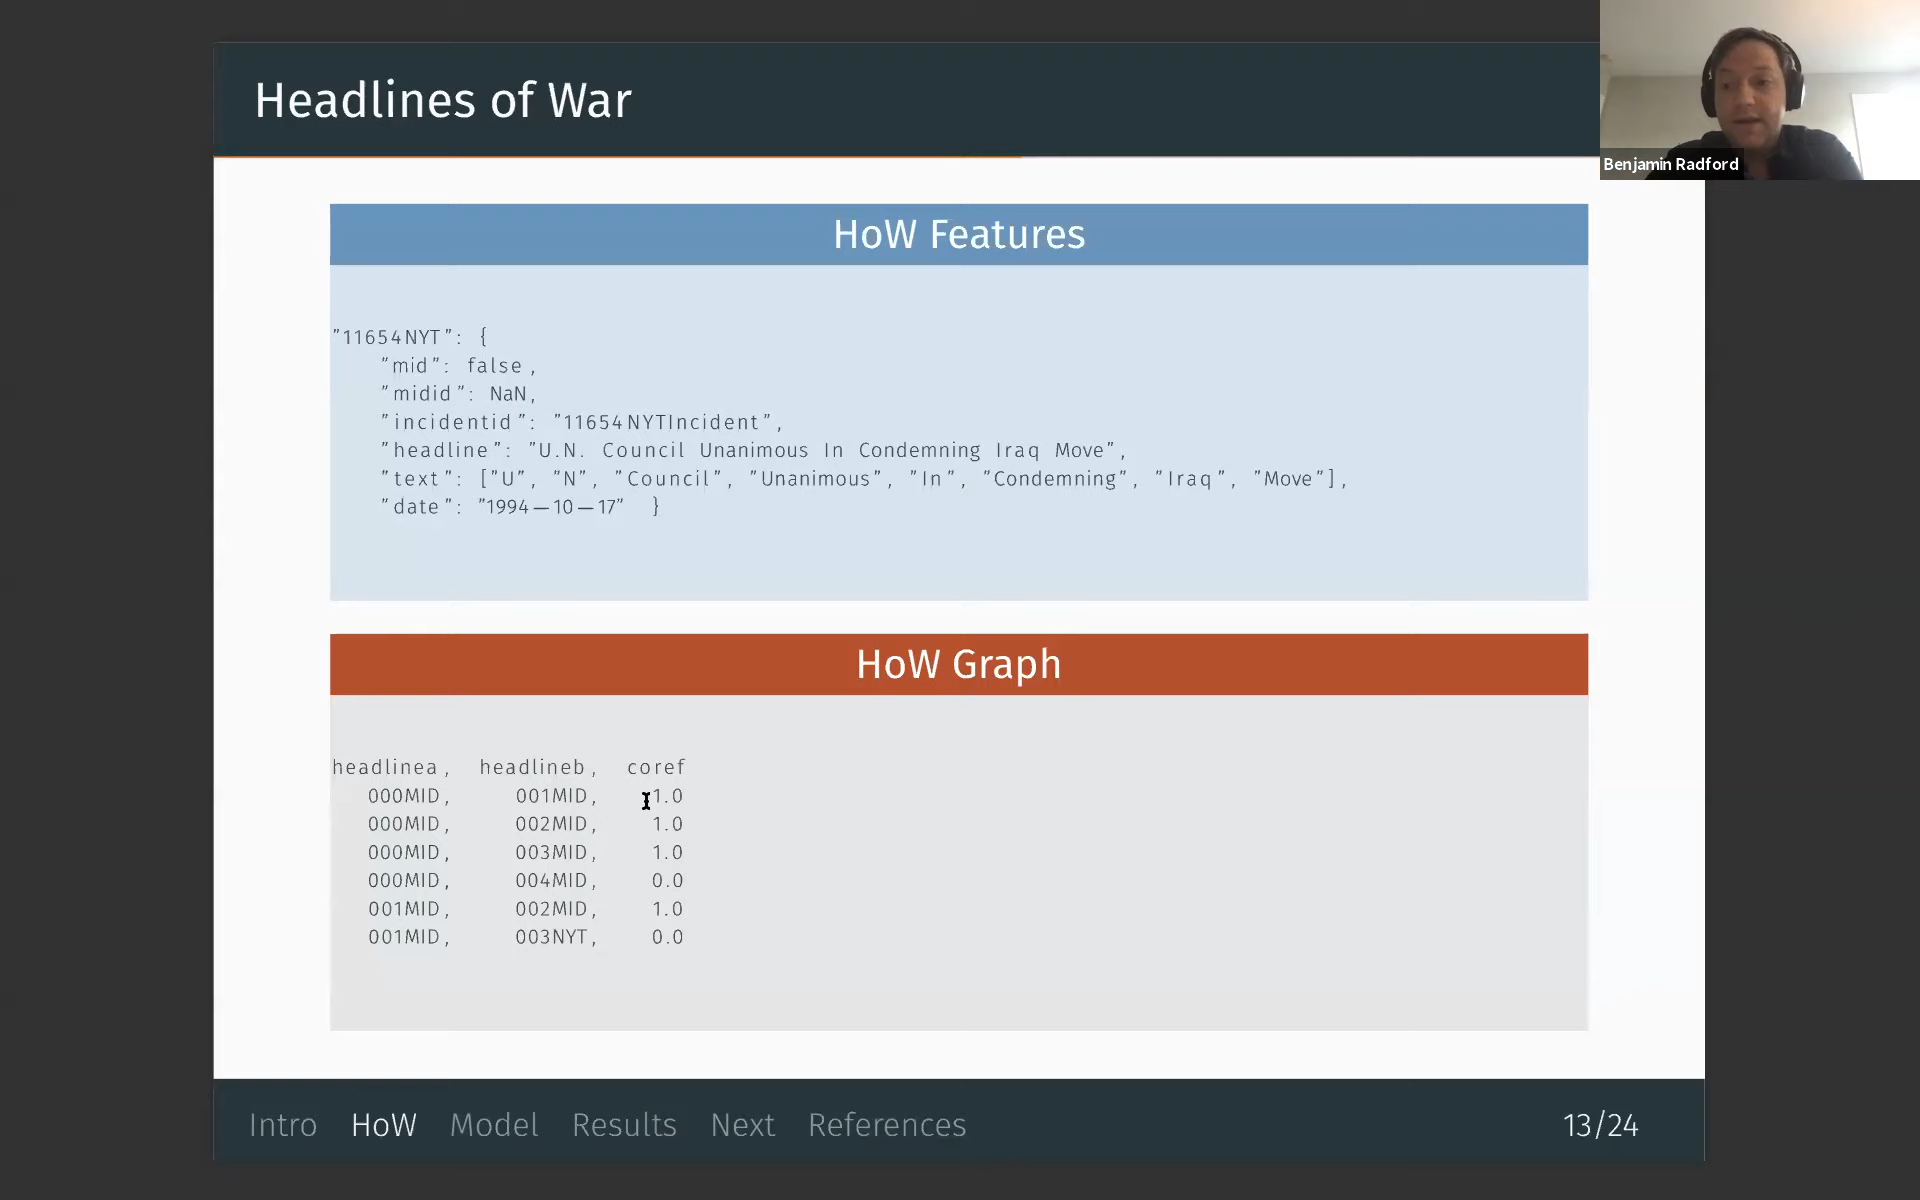 Headlines of War
Benjamin Radford
HoW Features
"11654NYT": {
"mid": false,
"midid": NaN,
"incidentid": "11654NYTIncident",
"headline": "U.N. Council Unanimous In Condemning Iraq Move",
"text": ["U", "N", "Council", "Unanimous", "In", "Condemning", "Iraq", "Move"],
"date": "1994—10—17" }
HoW Graph
headlinea, headlineb, coref
000MID, 001MID, 1.0
000MID, 002MID, 1.0
000MID, 003MID, 1.0
000MID, 004MID, 0.0
001MID, 002MID, 1.0
001MID, 003NYT, 0.0
Intro HoW Model Results Next References 13/24